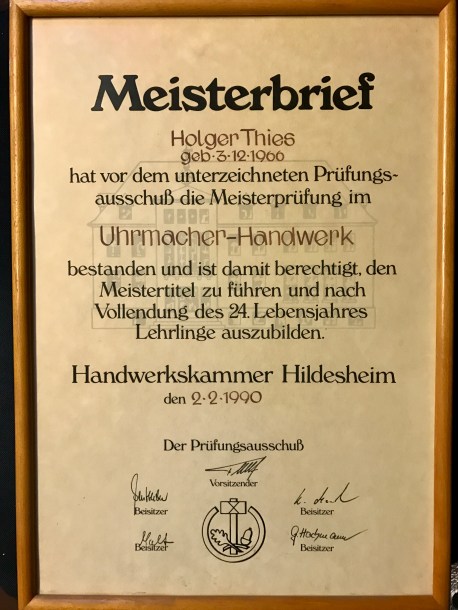 Meisterbrief
Holger Thies
geb·3·12·1966
hat vor dem unterzeichneten Prüfungs-
ausschuß die Meisterprüfung im
Uhrmacher-Handwerk
bestanden und ist damit berechtigt, den
Meistertitel zu führen und nach
Vollendung des 24. Lebensjahres
Lehrlinge auszubilden.
Handwerkskammer Hildesheim
den 2·2·1990
Der Prüfungsausschuß
Vorsitzender
Beisitzer
Beisitzer
Beisitzer
Beisitzer